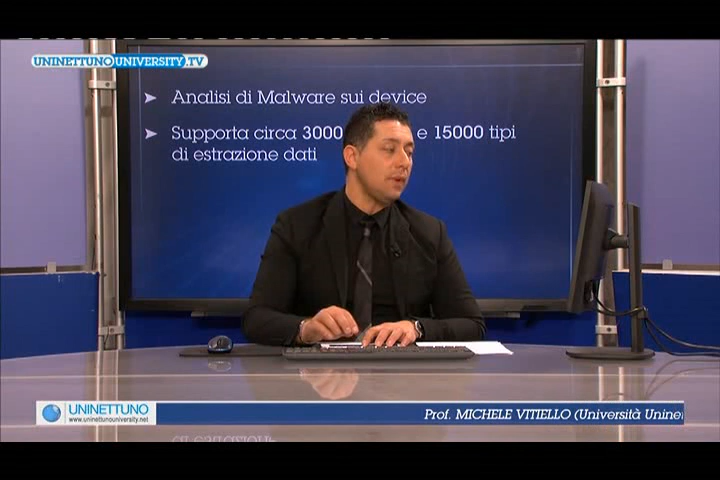 UNINETTUNOUNIVERSITY.TV
Analisi di Malware sui device
Supporta circa 3000 e 15000 tipi
di estrazione dati
UNINETTUNO
www.uninettunouniversity.net
Prof. MICHELE VITIELLO (Università Uninet